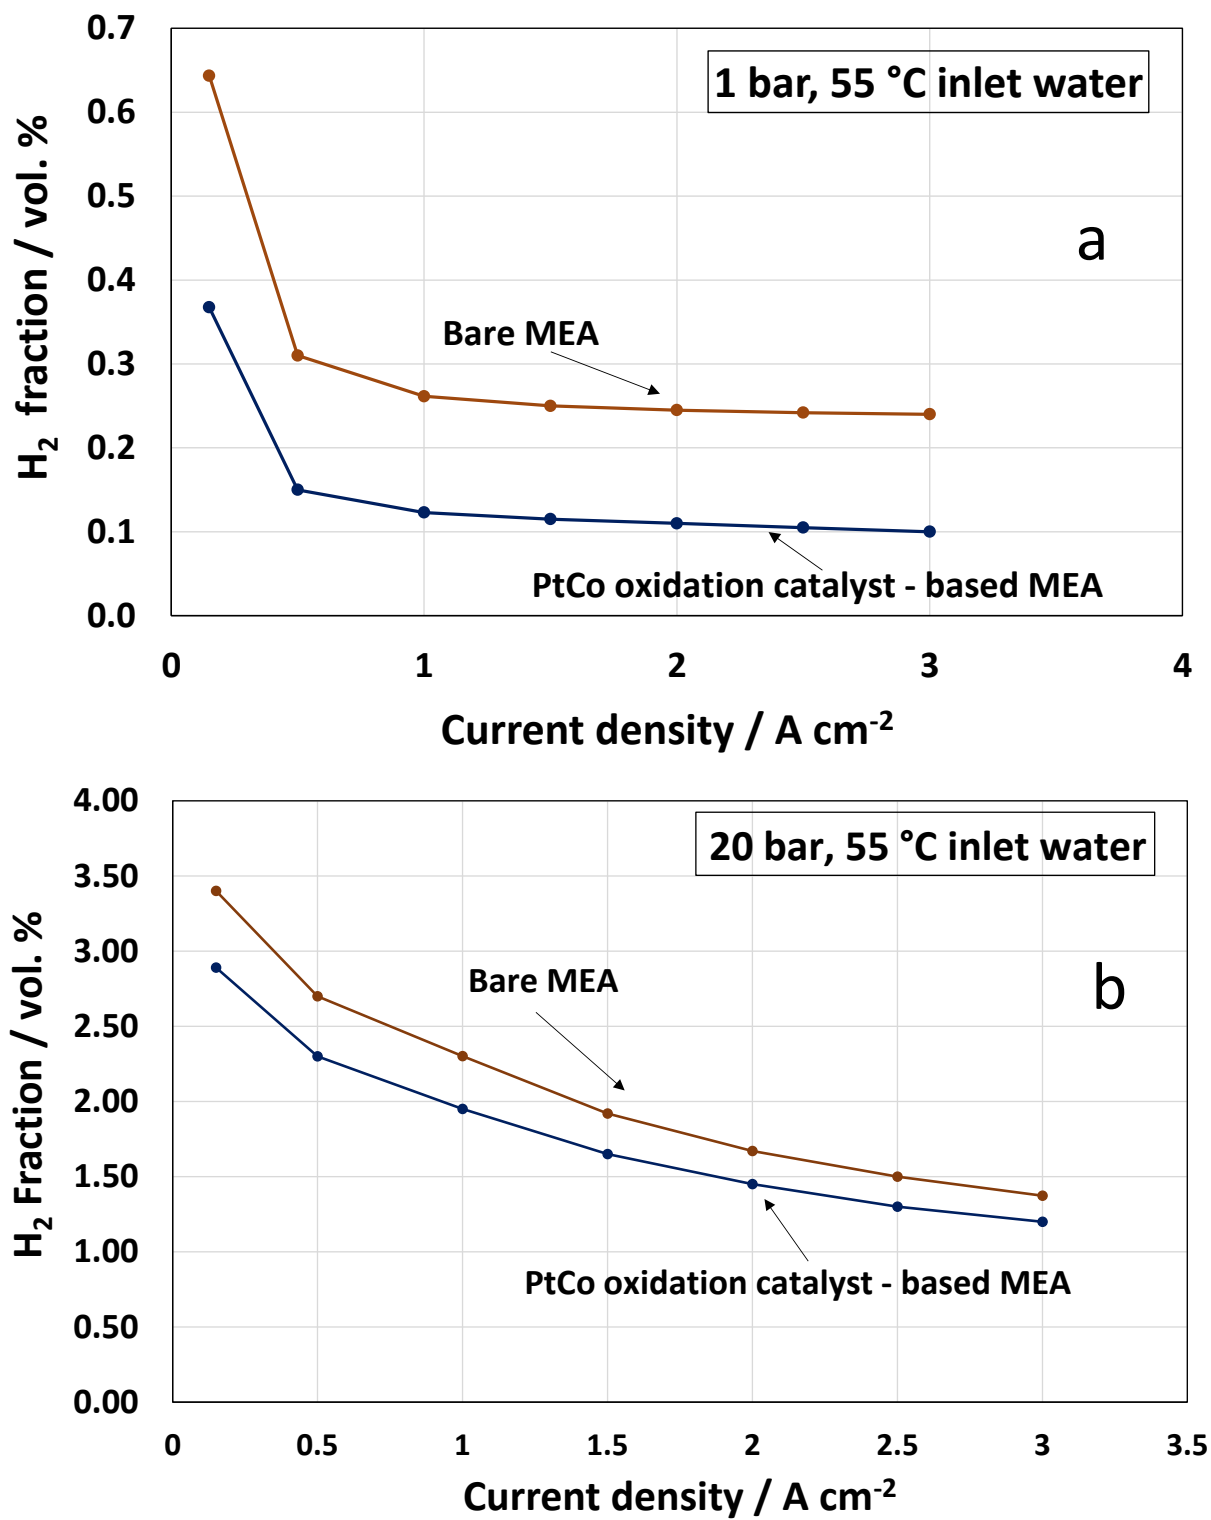 0.7
1 bar, 55 °C inlet water
0.6
0.5
a
0.4
Bare MEA
0.3
0.2
0.1
PtCo oxidation catalyst - based MEA
0.0
H₂ fraction / vol. %
0 1 2 3 4
Current density / A cm⁻²
4.00
20 bar, 55 °C inlet water
3.50
3.00
Bare MEA
b
2.50
2.00
1.50
1.00
PtCo oxidation catalyst - based MEA
0.50
0.00
H₂ Fraction / vol. %
0 0.5 1 1.5 2 2.5 3 3.5
Current density / A cm⁻²